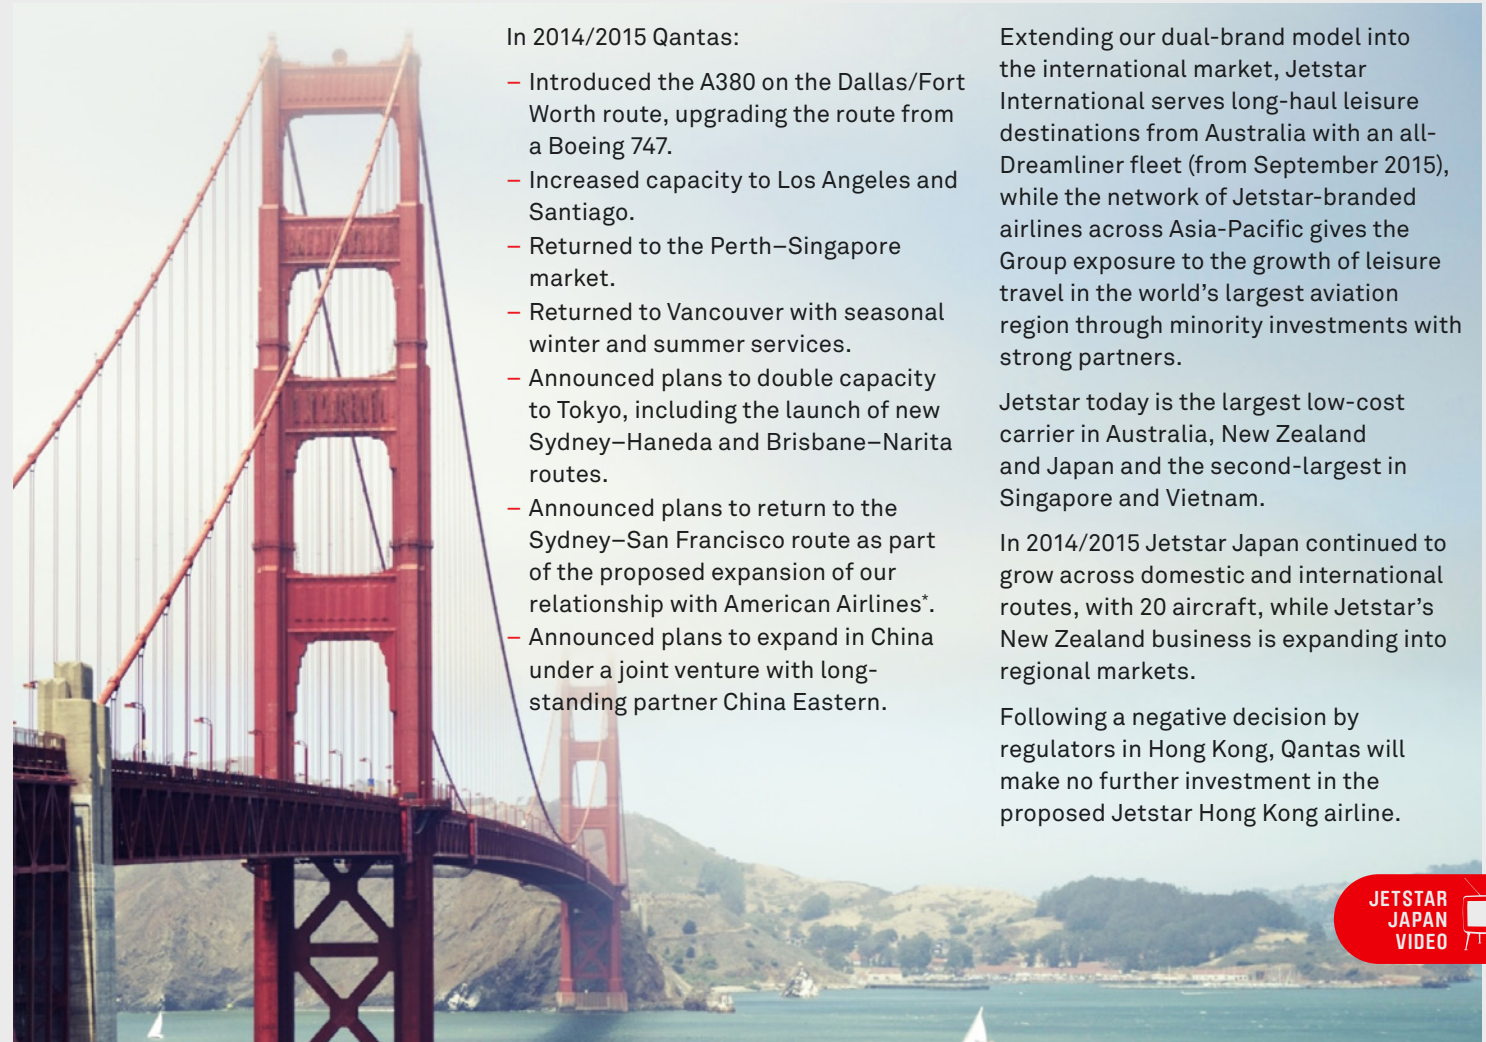 In 2014/2015 Qantas:
– Introduced the A380 on the Dallas/Fort
Worth route, upgrading the route from
a Boeing 747.
– Increased capacity to Los Angeles and
Santiago.
– Returned to the Perth–Singapore
market.
– Returned to Vancouver with seasonal
winter and summer services.
– Announced plans to double capacity
to Tokyo, including the launch of new
Sydney–Haneda and Brisbane–Narita
routes.
– Announced plans to return to the
Sydney–San Francisco route as part
of the proposed expansion of our
relationship with American Airlines*.
– Announced plans to expand in China
under a joint venture with long-
standing partner China Eastern.
Extending our dual-brand model into
the international market, Jetstar
International serves long-haul leisure
destinations from Australia with an all-
Dreamliner fleet (from September 2015),
while the network of Jetstar-branded
airlines across Asia-Pacific gives the
Group exposure to the growth of leisure
travel in the world's largest aviation
region through minority investments with
strong partners.
Jetstar today is the largest low-cost
carrier in Australia, New Zealand
and Japan and the second-largest in
Singapore and Vietnam.
In 2014/2015 Jetstar Japan continued to
grow across domestic and international
routes, with 20 aircraft, while Jetstar's
New Zealand business is expanding into
regional markets.
Following a negative decision by
regulators in Hong Kong, Qantas will
make no further investment in the
proposed Jetstar Hong Kong airline.
JETSTAR
JAPAN
VIDEO